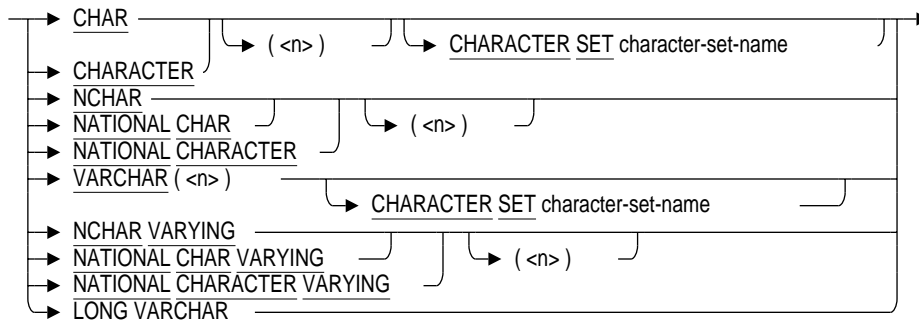 CHAR
( <n> )
CHARACTER SET character-set-name
CHARACTER
NCHAR
NATIONAL CHAR
( <n> )
NATIONAL CHARACTER
VARCHAR ( <n> )
CHARACTER SET character-set-name
NCHAR VARYING
NATIONAL CHAR VARYING
( <n> )
NATIONAL CHARACTER VARYING
LONG VARCHAR